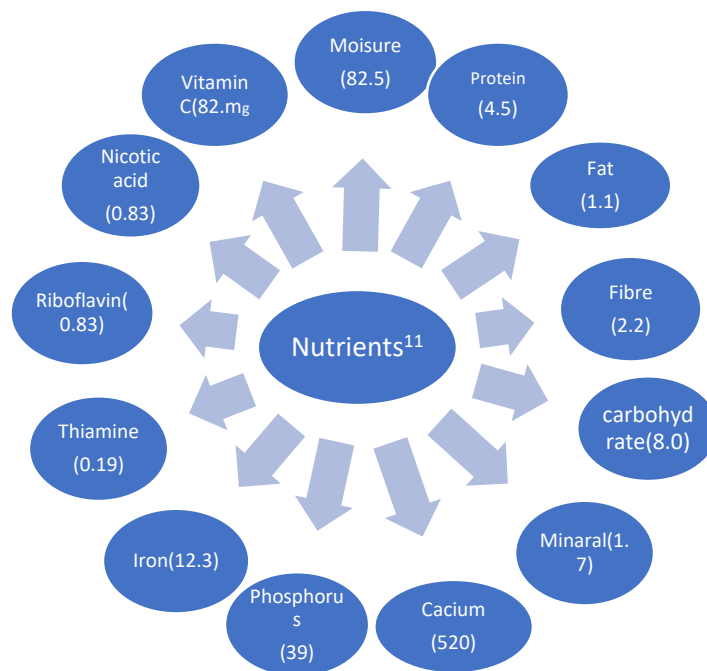 Moisure
(82.5)
Protein
(4.5)
Fat
(1.1)
Fibre
(2.2)
carbohyd
rate(8.0)
Minaral(1.
7)
Cacium
(520)
Phosphoru
s
(39)
Iron(12.3)
Thiamine
(0.19)
Riboflavin(
0.83)
Nicotic
acid
(0.83)
Vitamin
C(82.mg
Nutrients¹¹